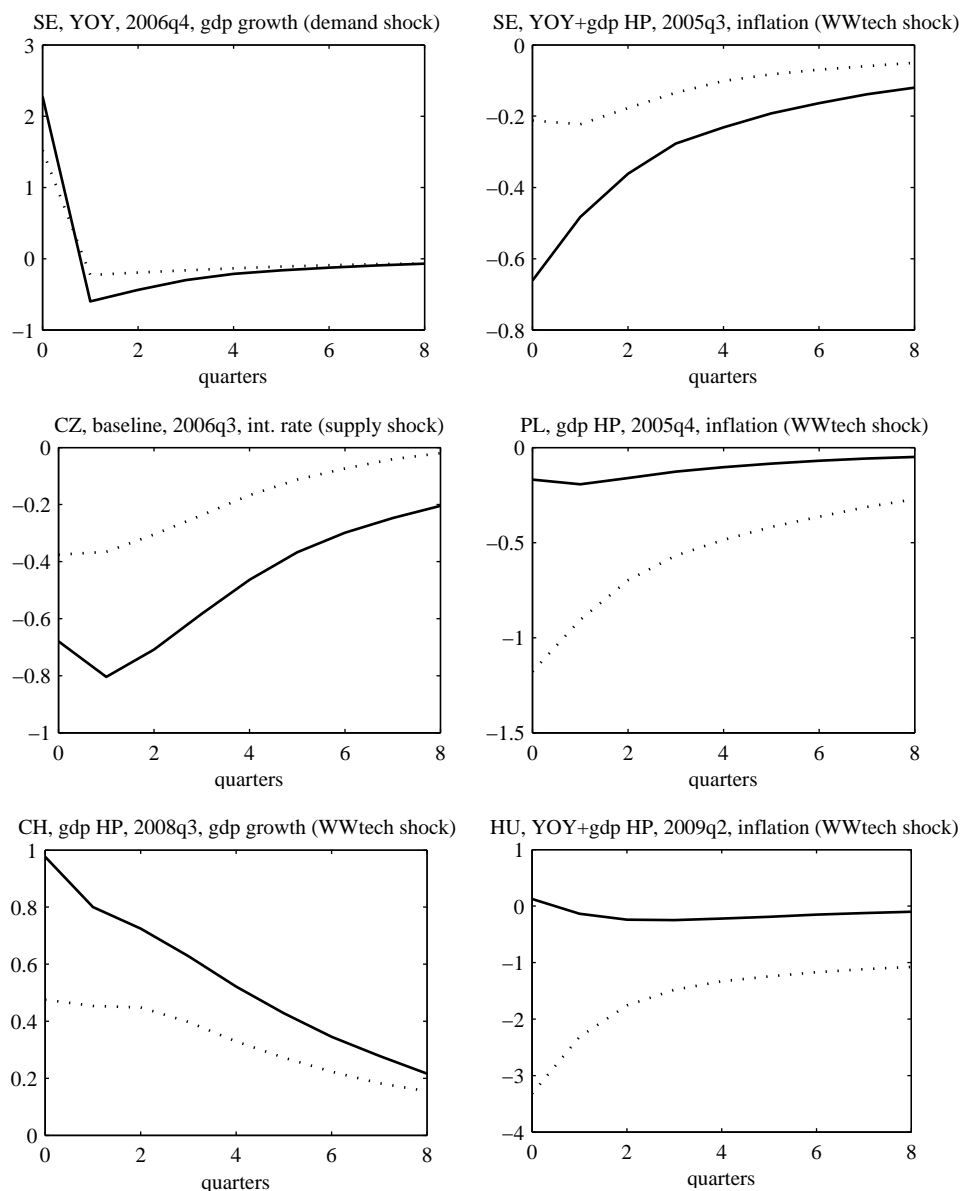 SE, YOY, 2006q4, gdp growth (demand shock)
3
2
1
0
−1
0 2 4 6 8
quarters
SE, YOY+gdp HP, 2005q3, inflation (WWtech shock)
0
−0.2
−0.4
−0.6
−0.8
0 2 4 6 8
quarters
CZ, baseline, 2006q3, int. rate (supply shock)
0
−0.2
−0.4
−0.6
−0.8
−1
0 2 4 6 8
quarters
PL, gdp HP, 2005q4, inflation (WWtech shock)
0
−0.5
−1
−1.5
0 2 4 6 8
quarters
CH, gdp HP, 2008q3, gdp growth (WWtech shock)
1
0.8
0.6
0.4
0.2
0
0 2 4 6 8
quarters
HU, YOY+gdp HP, 2009q2, inflation (WWtech shock)
1
0
−1
−2
−3
−4
0 2 4 6 8
quarters